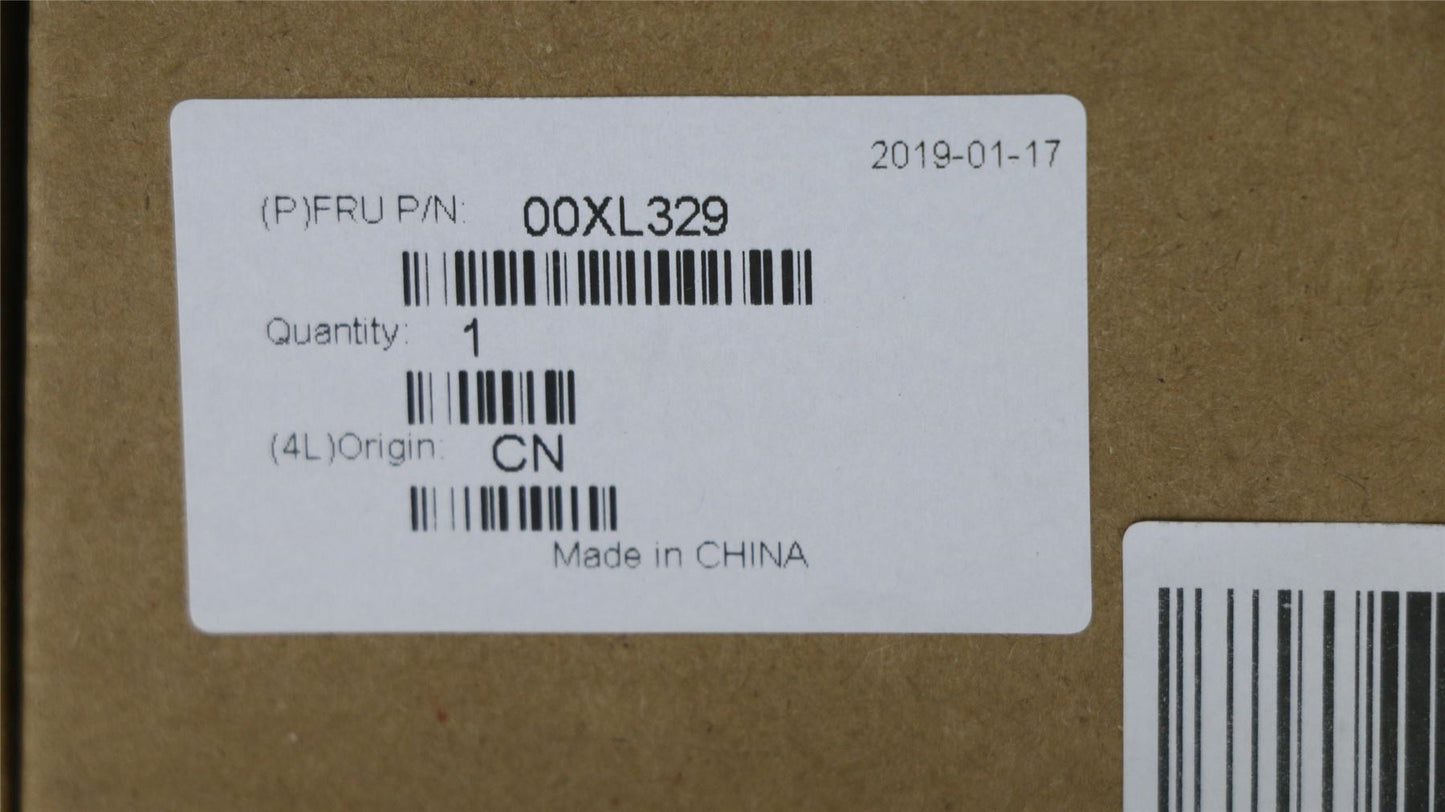 2019-01-17
(P)FRU P/N: 00XL329
Quantity: 1
(4L)Origin: CN
Made in CHINA